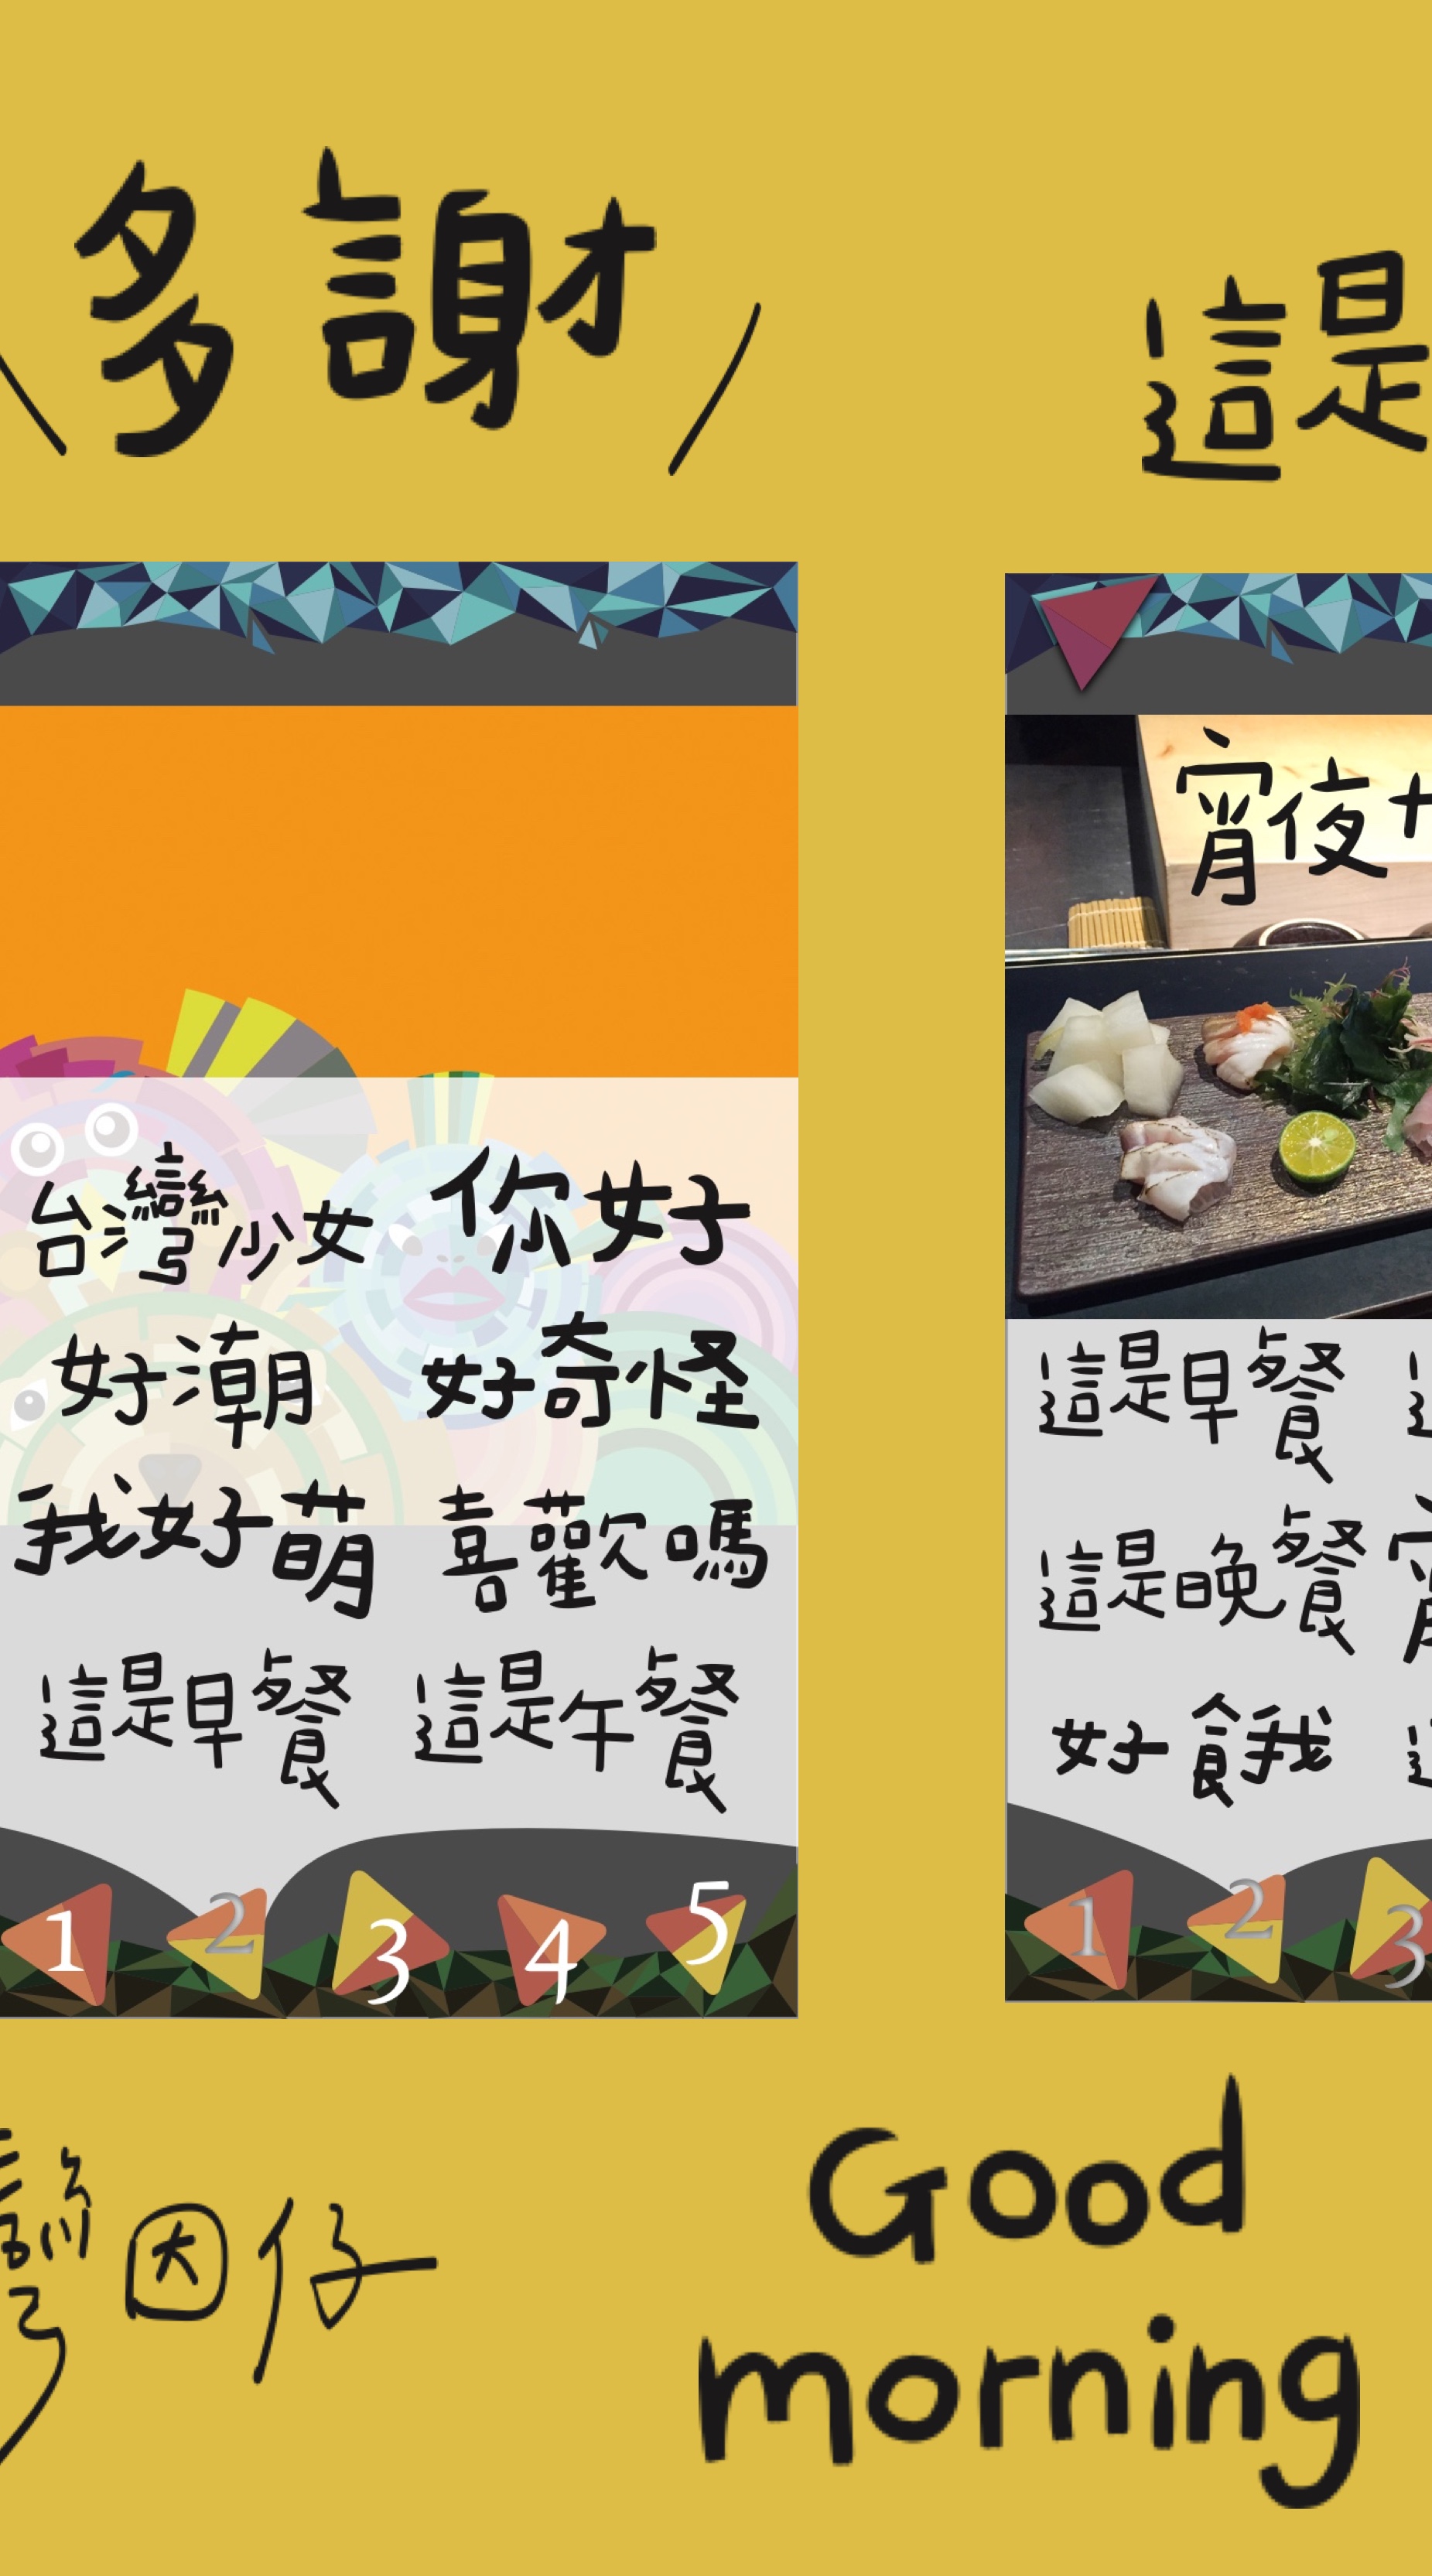 多謝
這是
宵夜
台灣少女 你好
好潮 好奇怪
我好萌 喜歡嗎
這是早餐 這是午餐
這是早餐
這是晚餐
好餓
1 2 3 4 5
1 2 3
灣囡仔
Good
morning